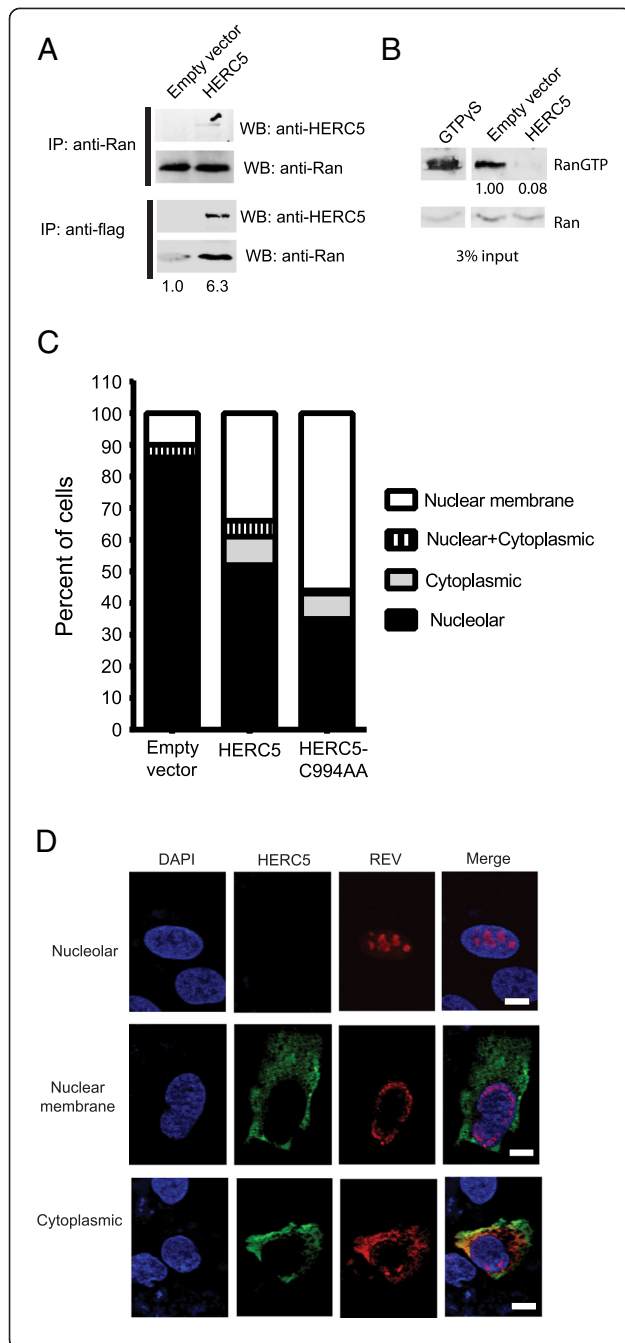 A
Empty vector
HERC5
IP: anti-Ran
WB: anti-HERC5
WB: anti-Ran
IP: anti-flag
WB: anti-HERC5
WB: anti-Ran
1.0 6.3
B
GTPγS
Empty vector
HERC5
RanGTP
1.00 0.08
Ran
3% input
C
Percent of cells
110
100
90
80
70
60
50
40
30
20
10
0
Empty
vector
HERC5
HERC5-
C994AA
Nuclear membrane
Nuclear+Cytoplasmic
Cytoplasmic
Nucleolar
D
DAPI HERC5 REV Merge
Nucleolar
Nuclear
membrane
Cytoplasmic